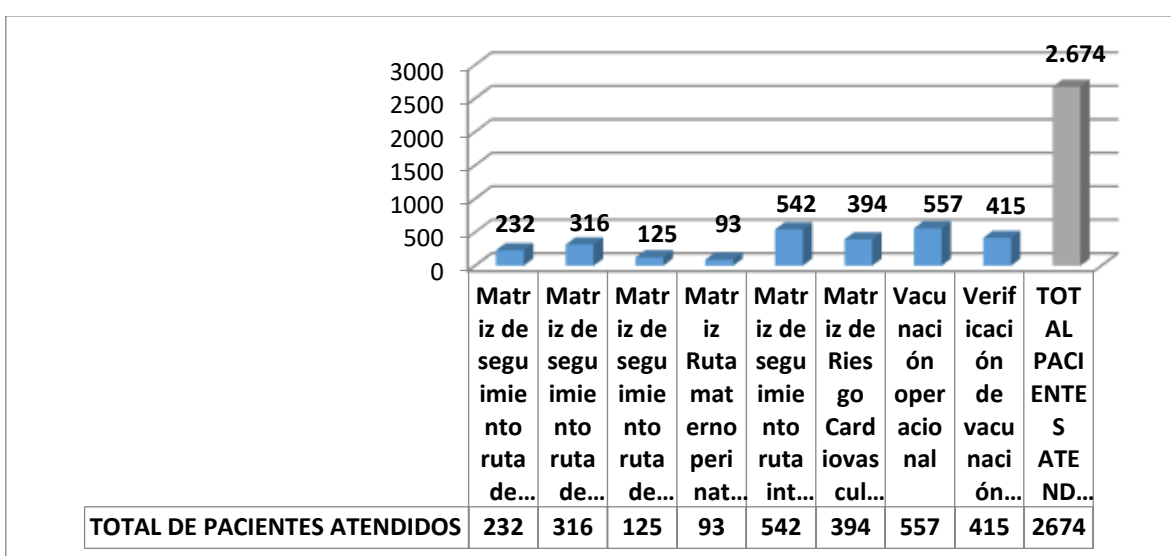 2.674
3000
2500
2000
1500
1000
500
0
232
316
125
93
542
394
557
415
Matr
iz de
segu
imie
nto
ruta
de...
Matr
iz de
segu
imie
nto
ruta
de...
Matr
iz de
segu
imie
nto
ruta
de...
Matr
iz
Ruta
mat
erno
peri
nat...
Matr
iz de
segu
imie
nto
ruta
int...
Matr
iz de
Ries
go
Card
iovas
cul...
Vacu
naci
ón
oper
acio
nal
Verif
icaci
ón
de
vacu
naci
ón...
TOT
AL
PACI
ENTE
S
ATE
ND...
TOTAL DE PACIENTES ATENDIDOS 232 316 125 93 542 394 557 415 2674